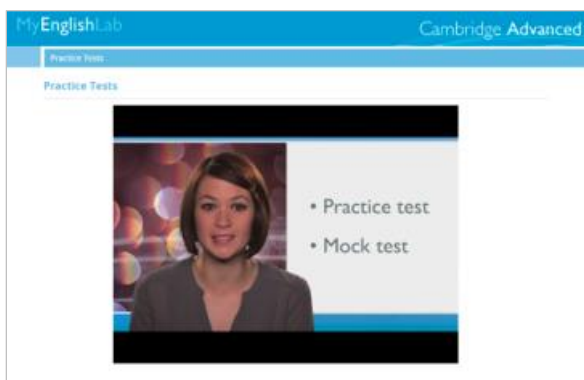 MyEnglishLab
Cambridge Advanced
Practice Tests
Practice Tests
• Practice test
• Mock test